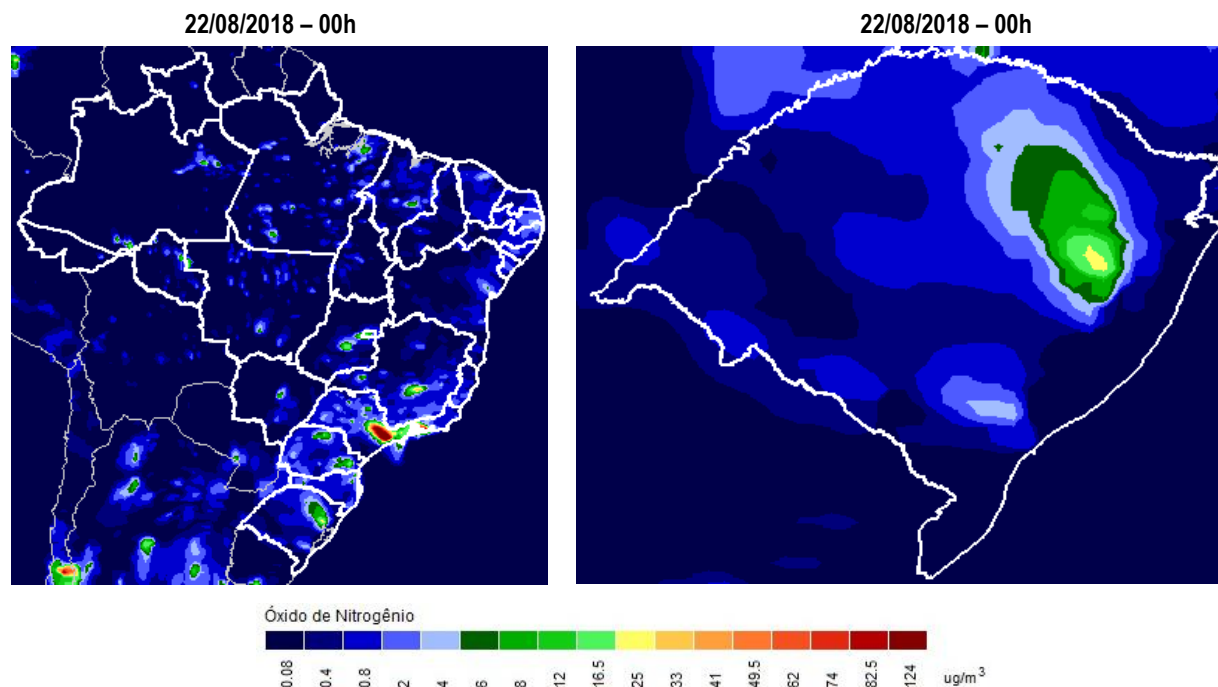 22/08/2018 – 00h
22/08/2018 – 00h
Óxido de Nitrogênio
0.08 0.4 0.8 2 4 6 8 12 16.5 25 33 41 49.5 62 74 82.5 124 ug/m³